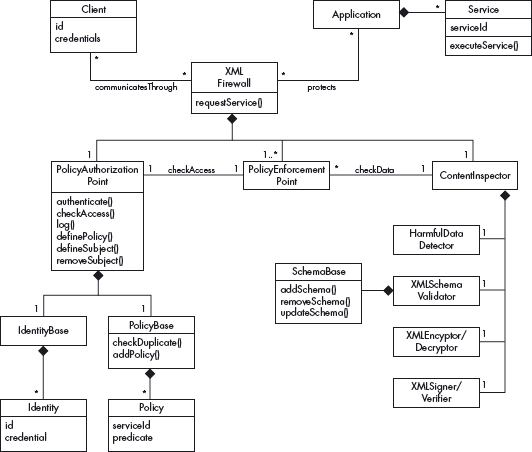 Client
id
credentials
Application
Service
serviceId
executeService()
*
*
*
communicatesThrough
*
XML
Firewall
requestService()
*
protects
1
1..*
1
PolicyAuthorization
Point
authenticate()
checkAccess()
log()
definePolicy()
defineSubject()
removeSubject()
1
checkAccess
1
PolicyEnforcement
Point
*
checkData
1
ContentInspector
HarmfulData
Detector
1
SchemaBase
addSchema()
removeSchema()
updateSchema()
XMLSchema
Validator
1
XMLEncyptor/
Decryptor
1
XMLSigner/
Verifier
1
1
1
IdentityBase
PolicyBase
checkDuplicate()
addPolicy()
*
*
Identity
id
credential
Policy
serviceId
predicate